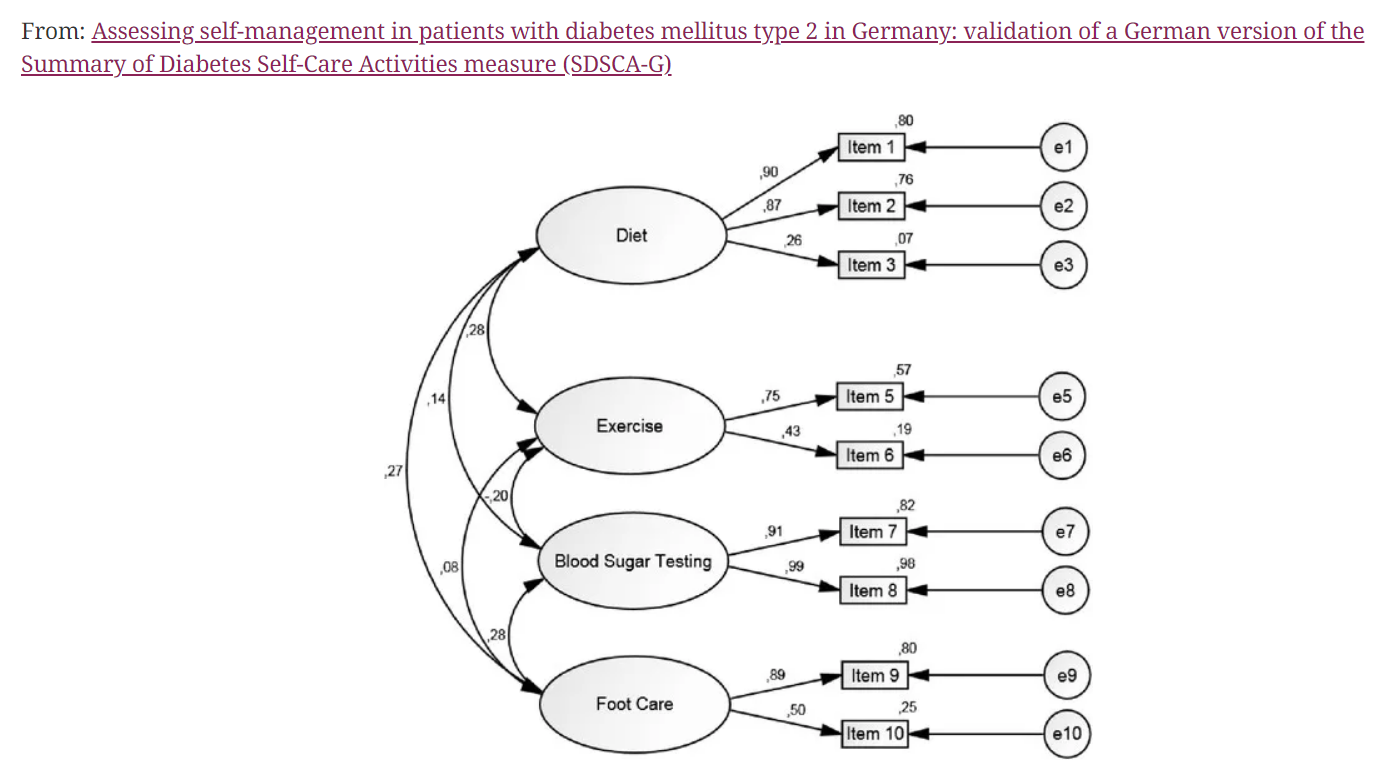 From: Assessing self-management in patients with diabetes mellitus type 2 in Germany: validation of a German version of the
Summary of Diabetes Self-Care Activities measure (SDSCA-G)
,80
Item 1
e1
,90
,76
,87
Item 2
e2
Diet
,26
,07
Item 3
e3
,28
,57
,75
Item 5
e5
,14
Exercise
,43
,19
Item 6
e6
,27
-,20
,82
,91
Item 7
e7
Blood Sugar Testing
,08
,99
,98
Item 8
e8
,28
,80
,89
Item 9
e9
Foot Care
,50
,25
Item 10
e10